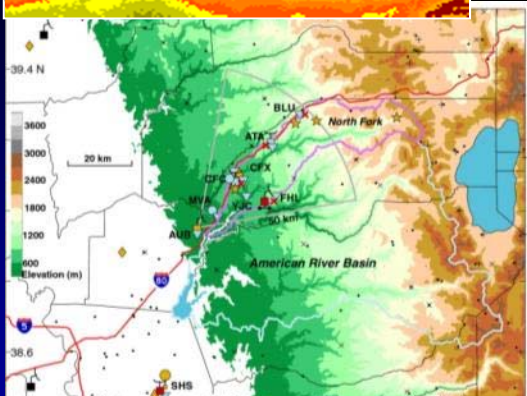 39.4 N
BLU
North Fork
3600
ATA
3000
20 km
2400
CFC
CFX
1800
MVA
YJC
FHL
50 km
1200
AUB
600
American River Basin
Elevation (m)
80
5
38.6
SHS